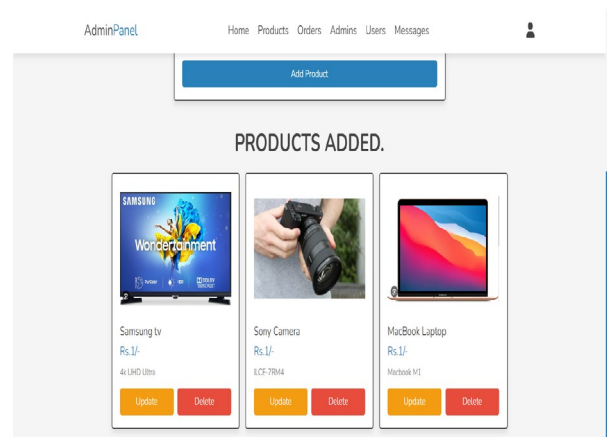 AdminPanel Home Products Orders Admins Users Messages
Add Product
PRODUCTS ADDED.
SAMSUNG
Wondertainment
Samsung tv
Rs.1/-
4k UHD Ultra
Update Delete
Sony Camera
Rs.1/-
ILCE-7RM4
Update Delete
MacBook Laptop
Rs.1/-
Macbook M1
Update Delete